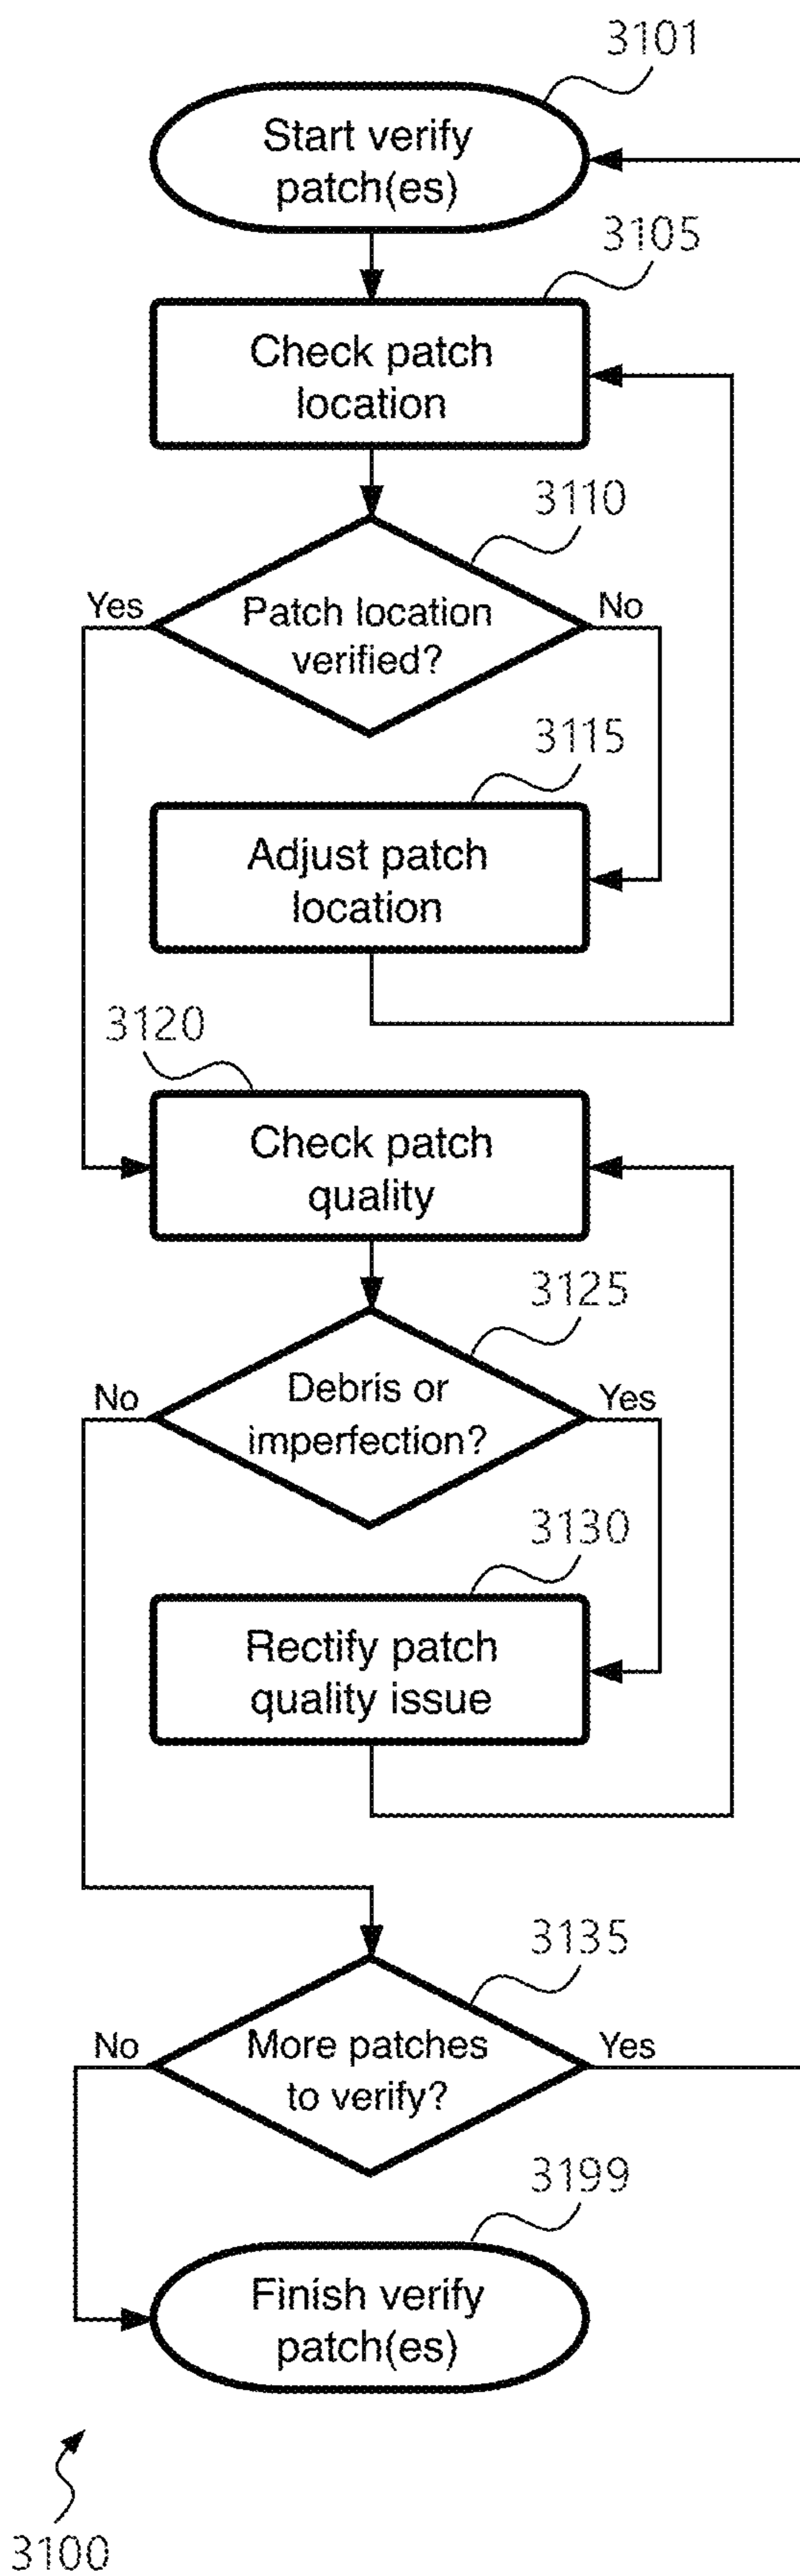 3101
Start verify
patch(es)
3105
Check patch
location
3110
Yes
Patch location
verified?
No
3115
Adjust patch
location
3120
Check patch
quality
3125
No
Debris or
imperfection?
Yes
3130
Rectify patch
quality issue
3135
No
More patches
to verify?
Yes
3199
Finish verify
patch(es)
3100